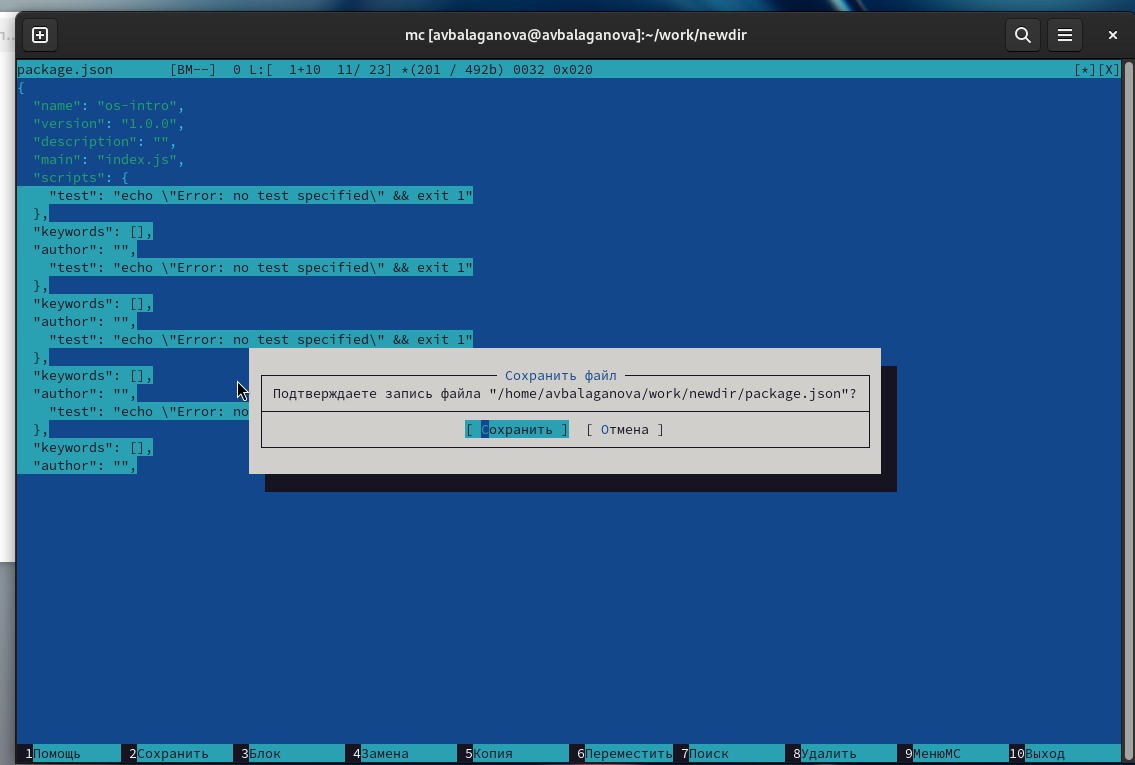 mc [avbalaganova@avbalaganova]:~/work/newdir
package.json [BM--] 0 L:[ 1+10 11/ 23] *(201 / 492b) 0032 0x020 [*][X]
{
"name": "os-intro",
"version": "1.0.0",
"description": "",
"main": "index.js",
"scripts": {
"test": "echo \"Error: no test specified\" && exit 1"
},
"keywords": [],
"author": "",
"test": "echo \"Error: no test specified\" && exit 1"
},
"keywords": [],
"author": "",
"test": "echo \"Error: no test specified\" && exit 1"
},
"keywords": [],
"author": "",
"test": "echo \"Error: no
},
"keywords": [],
"author": "",
Сохранить файл
Подтверждаете запись файла "/home/avbalaganova/work/newdir/package.json"?
[ Сохранить ] [ Отмена ]
1Помощь 2Сохранить 3Блок 4Замена 5Копия 6Переместить 7Поиск 8Удалить 9МенюMC 10Выход